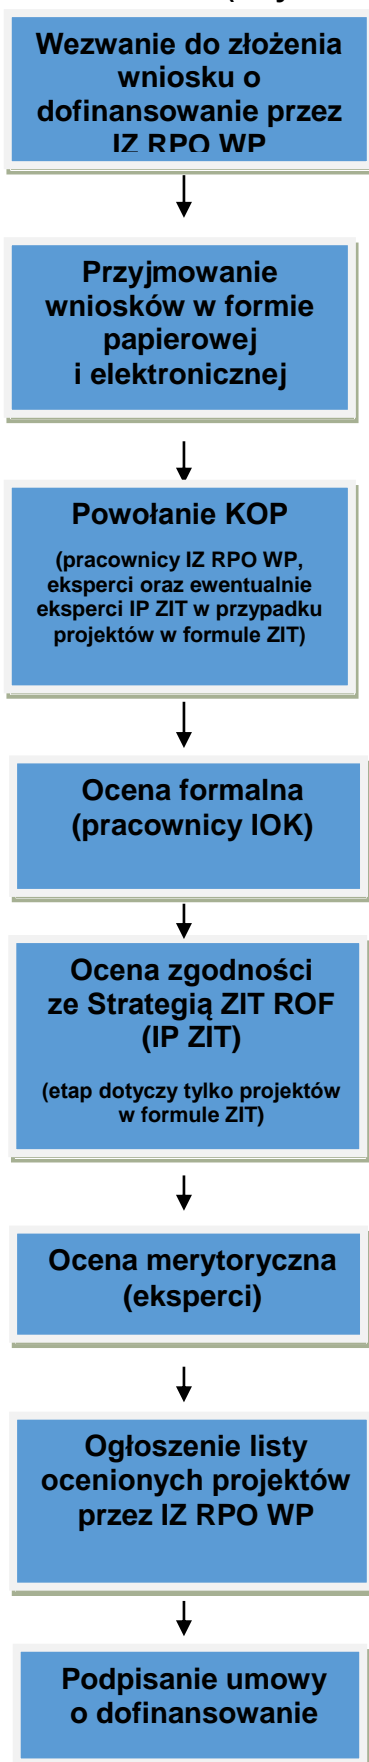 Wezwanie do złożenia
wniosku o
dofinansowanie przez
IZ RPO WP
Przyjmowanie
wniosków w formie
papierowej
i elektronicznej
Powołanie KOP
(pracownicy IZ RPO WP,
eksperci oraz ewentualnie
eksperci IP ZIT w przypadku
projektów w formule ZIT)
Ocena formalna
(pracownicy IOK)
Ocena zgodności
ze Strategią ZIT ROF
(IP ZIT)
(etap dotyczy tylko projektów
w formule ZIT)
Ocena merytoryczna
(eksperci)
Ogłoszenie listy
ocenionych projektów
przez IZ RPO WP
Podpisanie umowy
o dofinansowanie